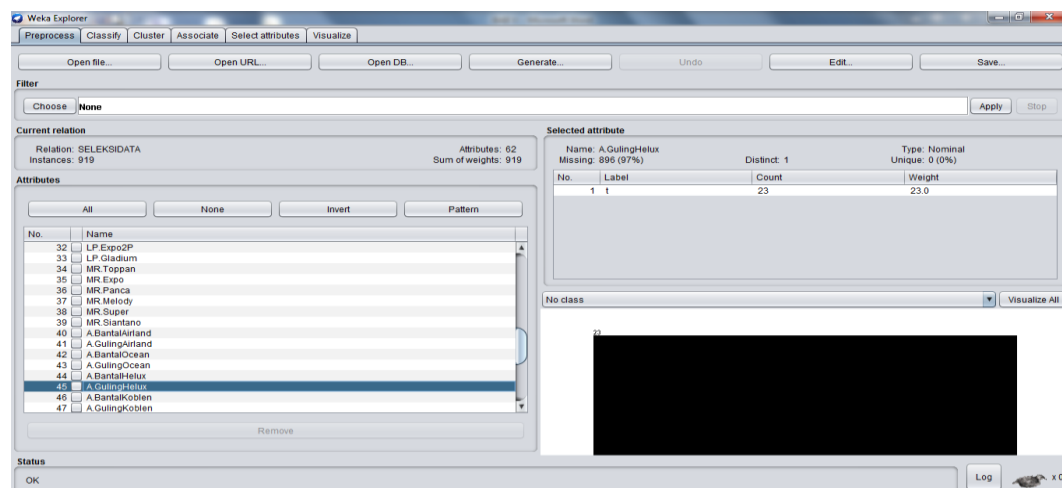 Weka Explorer
Preprocess Classify Cluster Associate Select attributes Visualize
Open file... Open URL... Open DB... Generate... Undo Edit... Save...
Filter
Choose None Apply Stop
Current relation
Relation: SELEKSIDATA Attributes: 62
Instances: 919 Sum of weights: 919
Attributes
All None Invert Pattern
No. Name
32 LP.Expo2P
33 LP.Gladium
34 MR.Toppan
35 MR.Expo
36 MR.Panca
37 MR.Melody
38 MR.Super
39 MR.Siantano
40 A.BantalAirland
41 A.GulingAirland
42 A.BantalOcean
43 A.GulingOcean
44 A.BantalHelux
45 A.GulingHelux
46 A.BantalKoblen
47 A.GulingKoblen
Remove
Selected attribute
Name: A.GulingHelux Type: Nominal
Missing: 896 (97%) Distinct: 1 Unique: 0 (0%)
No. Label Count Weight
1 t 23 23.0
No class Visualize All
23
Status
OK Log x 0